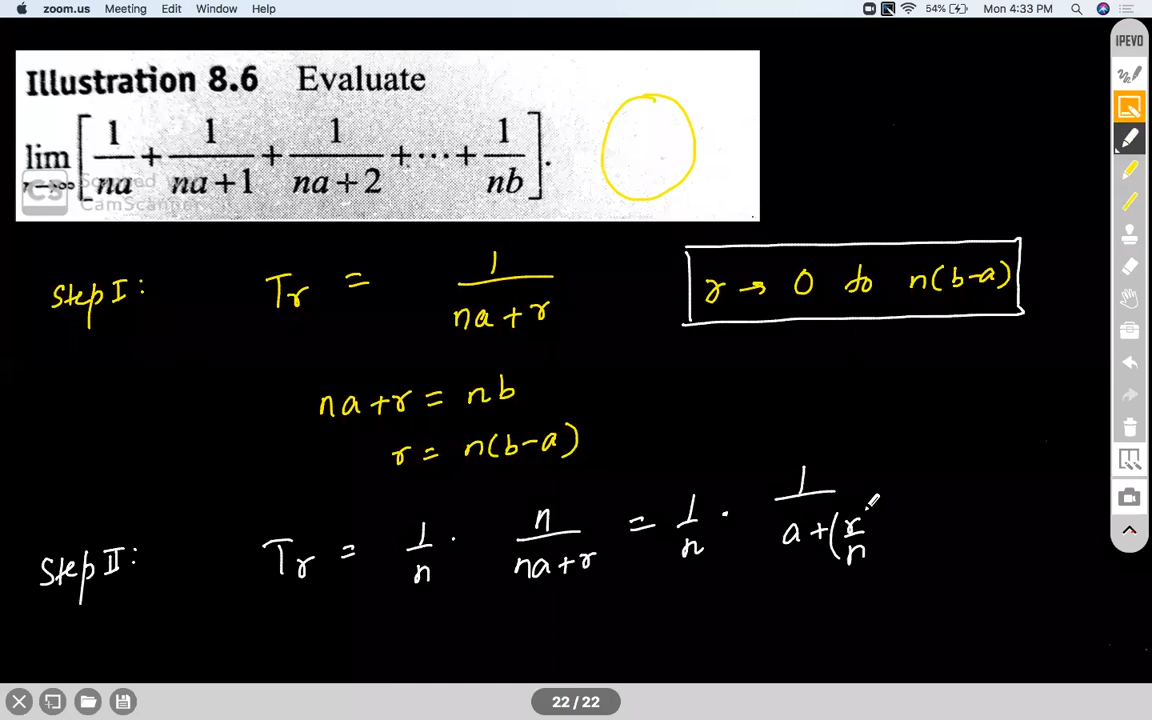 zoom.us Meeting Edit Window Help 54% Mon 4:33 PM
IPEVO
Illustration 8.6 Evaluate
lim n→∞ [1/na + 1/na+1 + 1/na+2 + ⋯ + 1/nb].
CS Scanned
CamScanner
Step I: Tr = 1/na+r r → 0 to n(b-a)
na+r = nb
r = n(b-a)
Step II: Tr = 1/n · n/na+r = 1/n · 1/a+(r/n
22 / 22